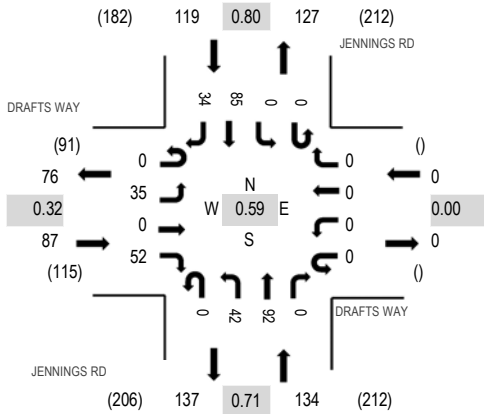 (182) 119 0.80 127 (212)
JENNINGS RD
34 85 0 0
DRAFTS WAY
(91) 0 0 ()
76 35 N 0 0
0.32 0 W 0.59 E 0 0.00
87 52 S 0 0
(115) ()
0 42 92 0
DRAFTS WAY
JENNINGS RD
(206) 137 0.71 134 (212)